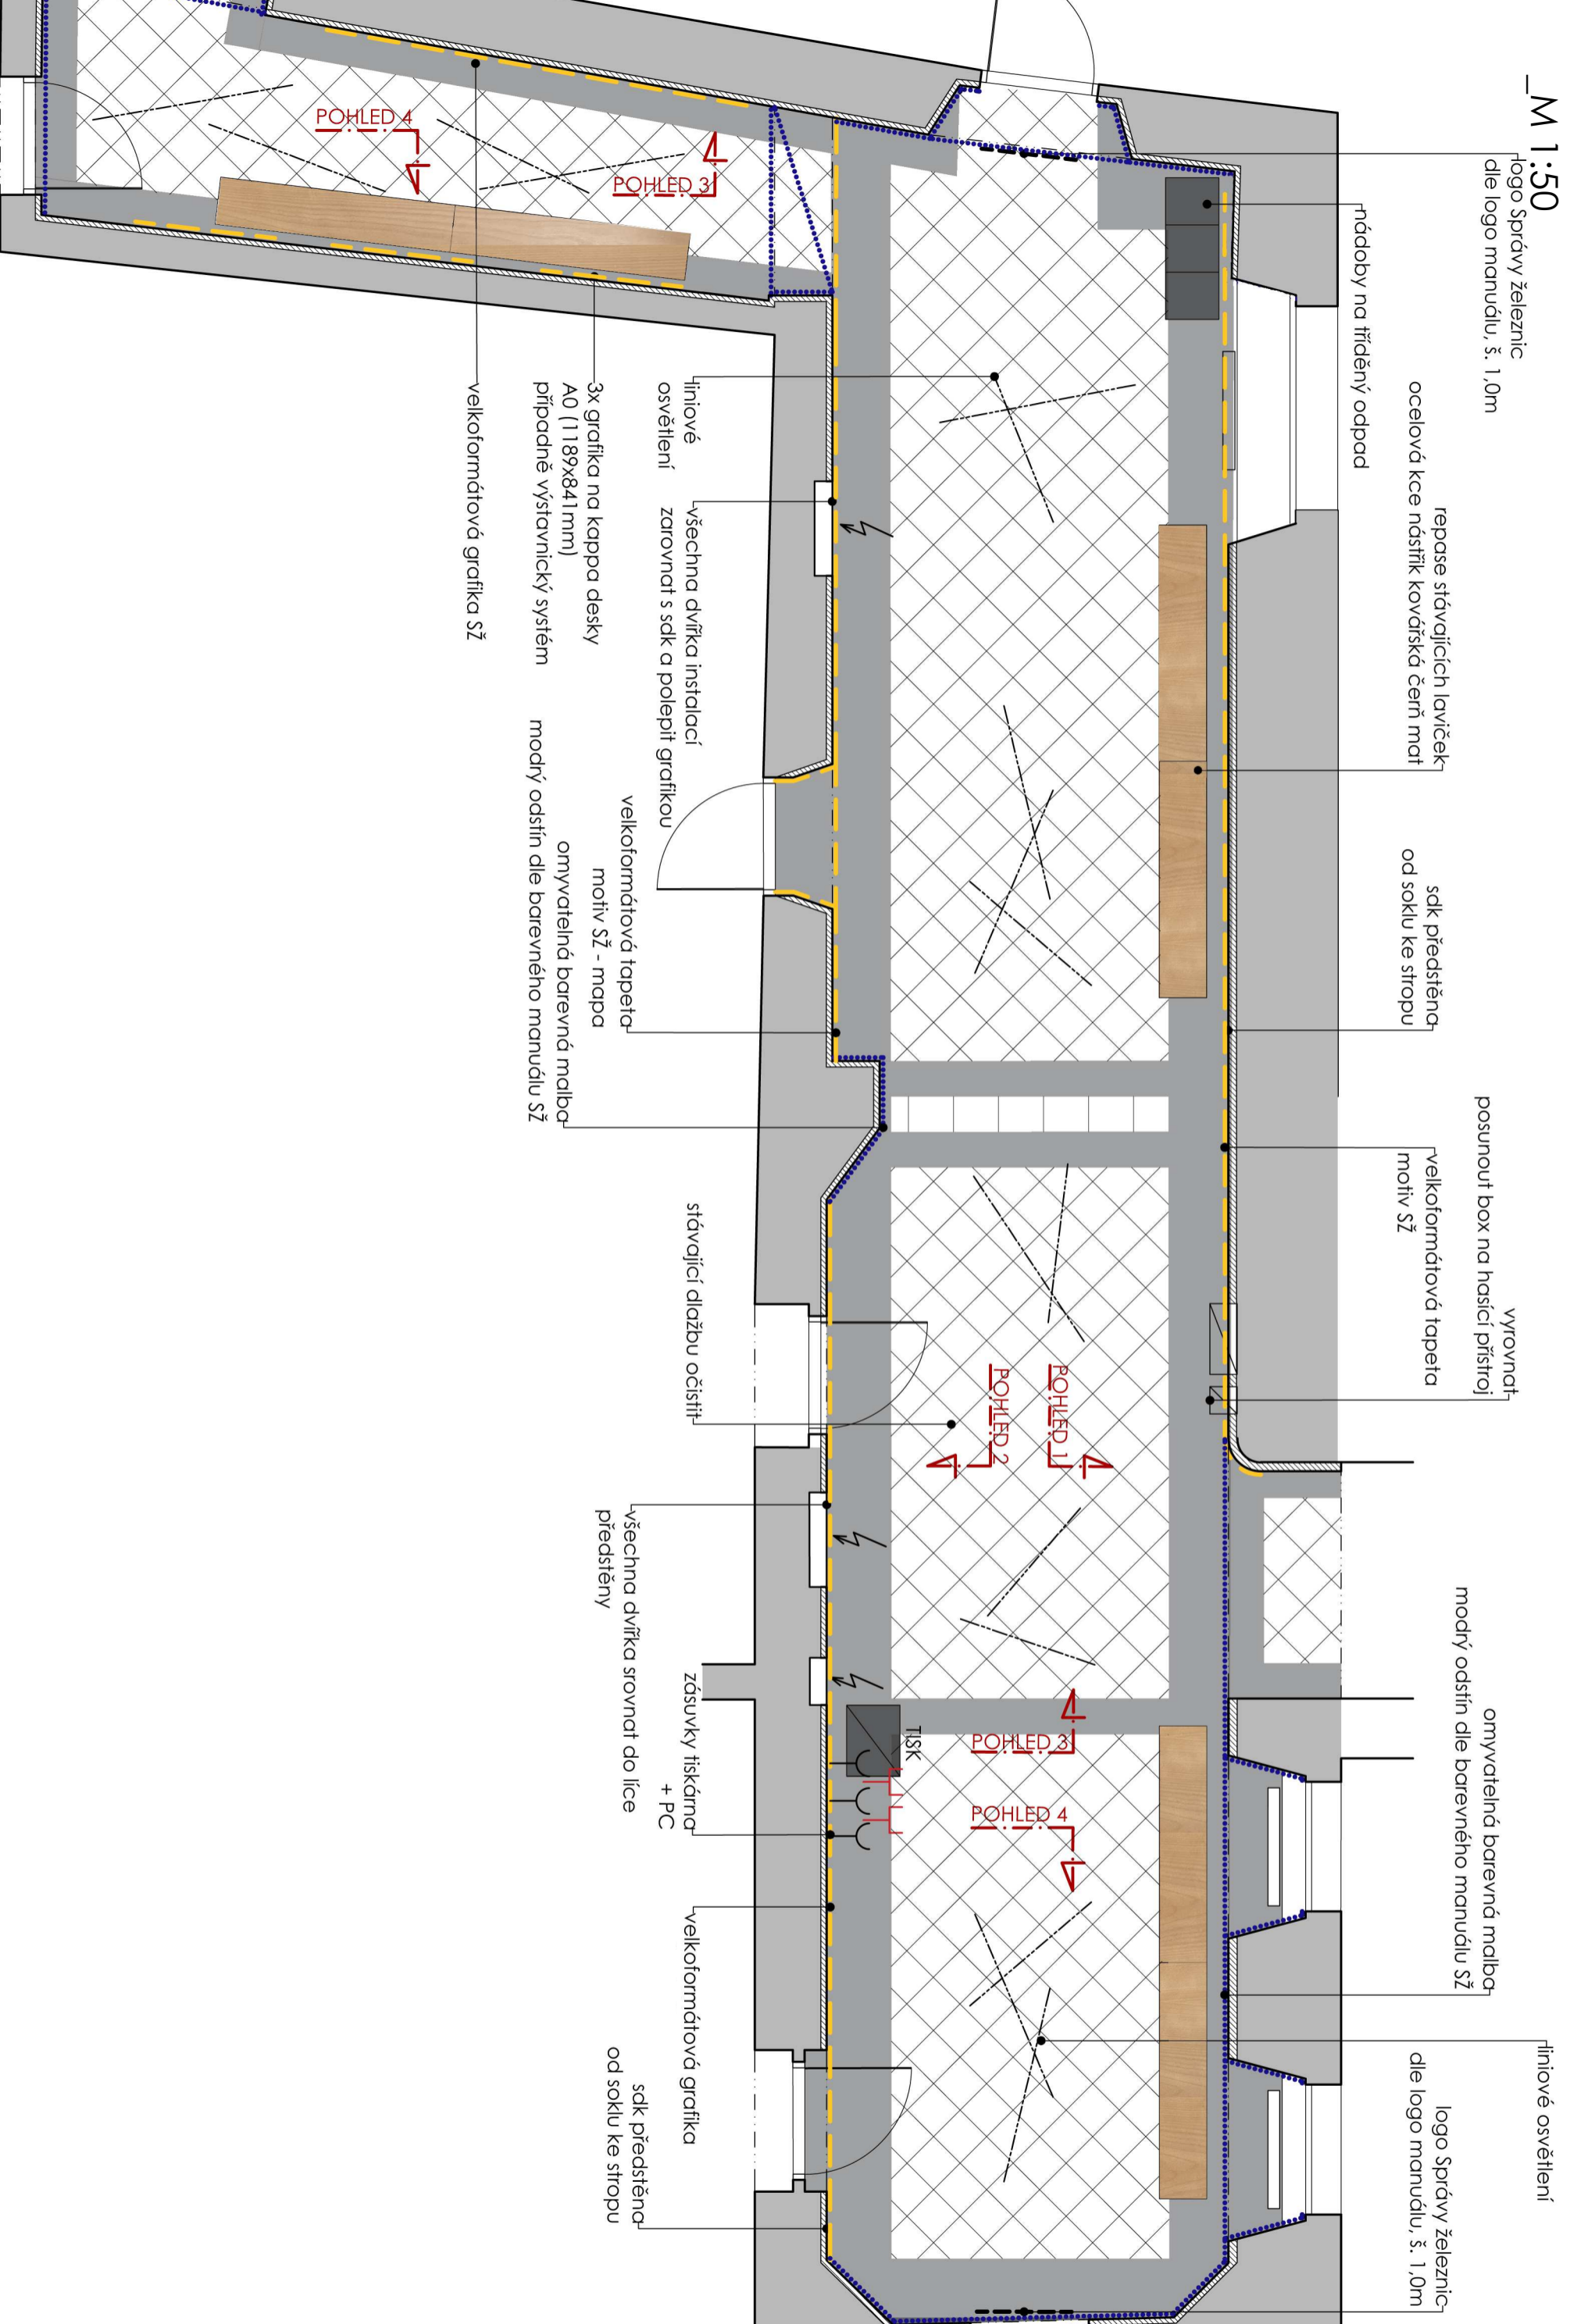 _M 1:50
logo Správy železnic
dle logo manuálu, š. 1,0m
nádoby na tříděný odpad
repase stávajících laviček
ocelová kce nástřik kovářská čerň mat
sdk předstěna
od soklu ke stropu
vyrovnat
posunout box na hasící přístroj
velkoformátová tapeta
motiv SŽ
omyvatelná barevná malba
modrý odstín dle barevného manuálu SŽ
liniové osvětlení
logo Správy železnic
dle logo manuálu, š. 1,0m
POHLED 4
POHLED 3
POHLED 1
POHLED 2
POHLED 3
POHLED 4
TISK
liniové
osvětlení
všechna dvířka instalací
zarovnat s sdk a polepit grafikou
3x grafika na kappa desky
A0 (1189x841mm)
případně výstavnický systém
velkoformátová grafika SŽ
velkoformátová tapeta
motiv SŽ - mapa
omyvatelná barevná malba
modrý odstín dle barevného manuálu SŽ
stávající dlažbu očistit
všechna dvířka srovnat do líce
předstěny
zásuvky tiskárna
+ PC
velkoformátová grafika
sdk předstěna
od soklu ke stropu